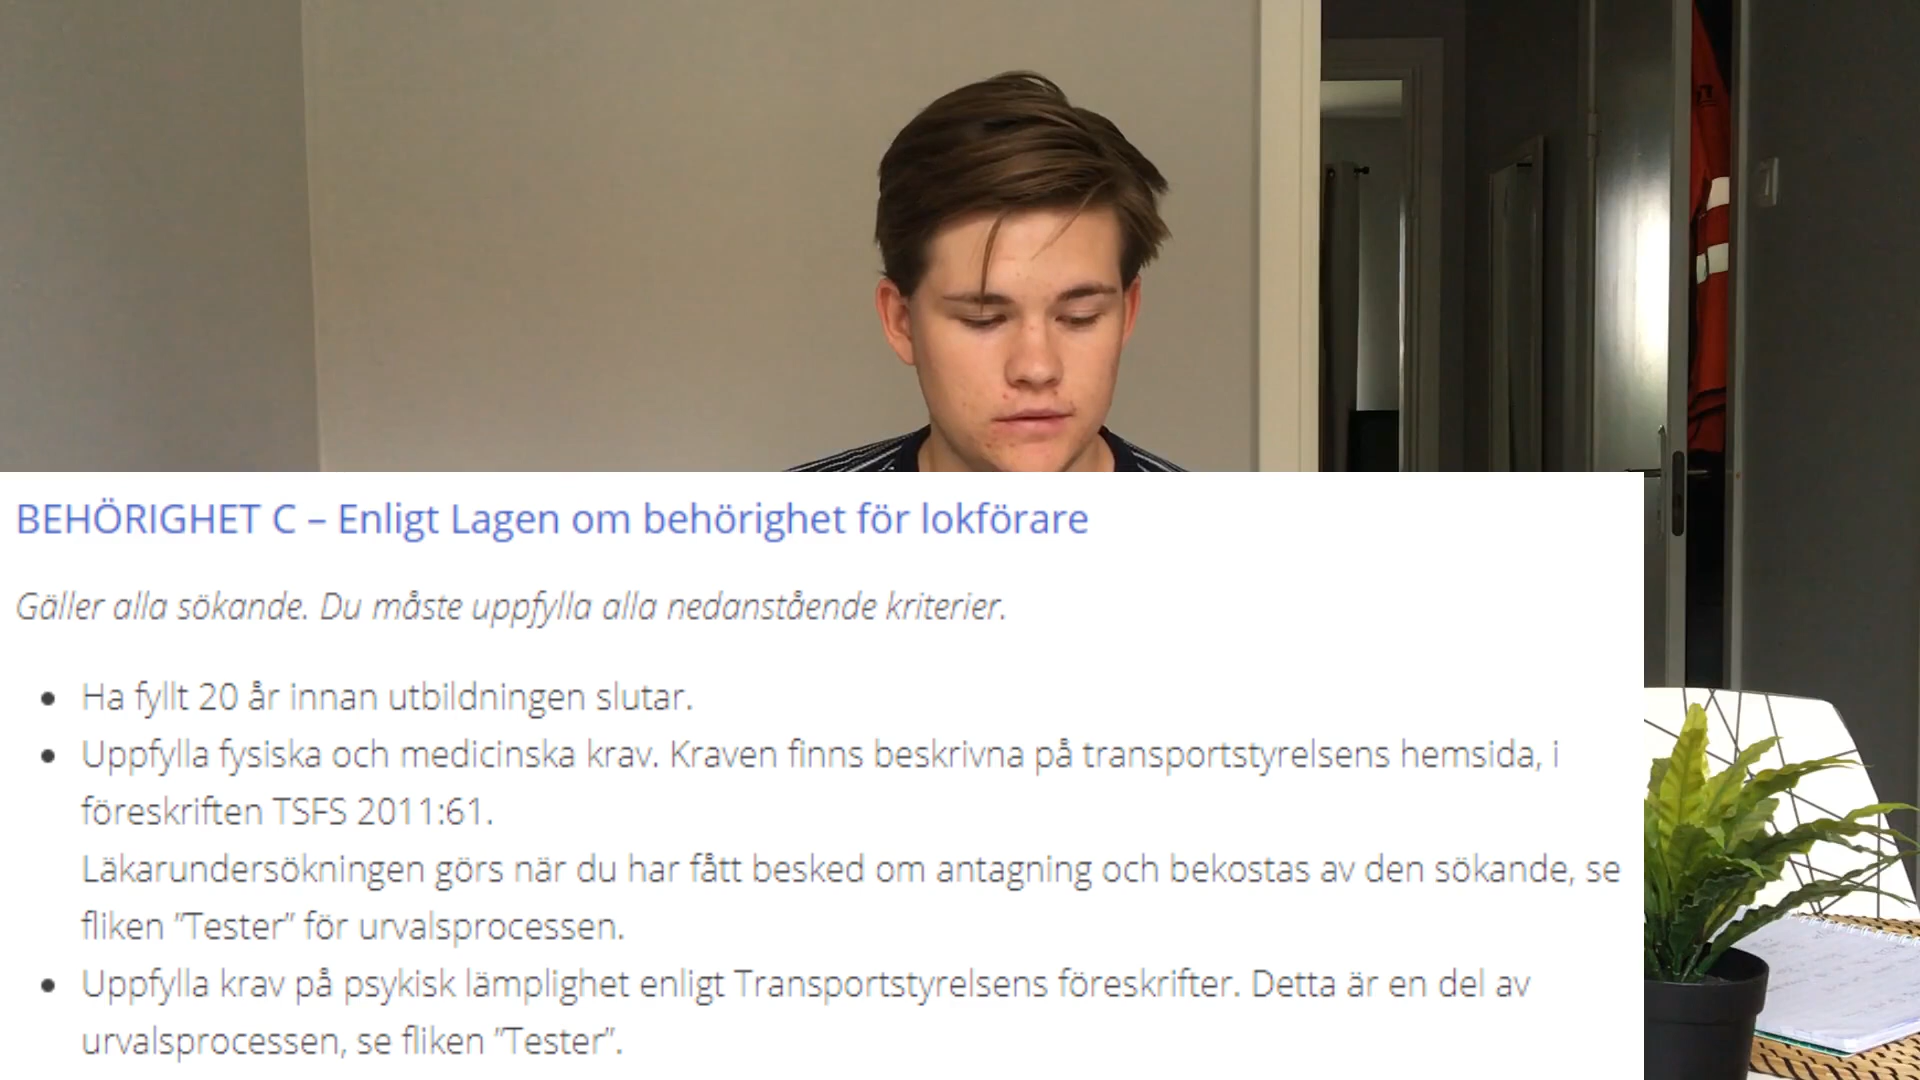 BEHÖRIGHET C – Enligt Lagen om behörighet för lokförare
Gäller alla sökande. Du måste uppfylla alla nedanstående kriterier.
• Ha fyllt 20 år innan utbildningen slutar.
• Uppfylla fysiska och medicinska krav. Kraven finns beskrivna på transportstyrelsens hemsida, i
föreskriften TSFS 2011:61.
Läkarundersökningen görs när du har fått besked om antagning och bekostas av den sökande, se
fliken ”Tester” för urvalsprocessen.
• Uppfylla krav på psykisk lämplighet enligt Transportstyrelsens föreskrifter. Detta är en del av
urvalsprocessen, se fliken ”Tester”.